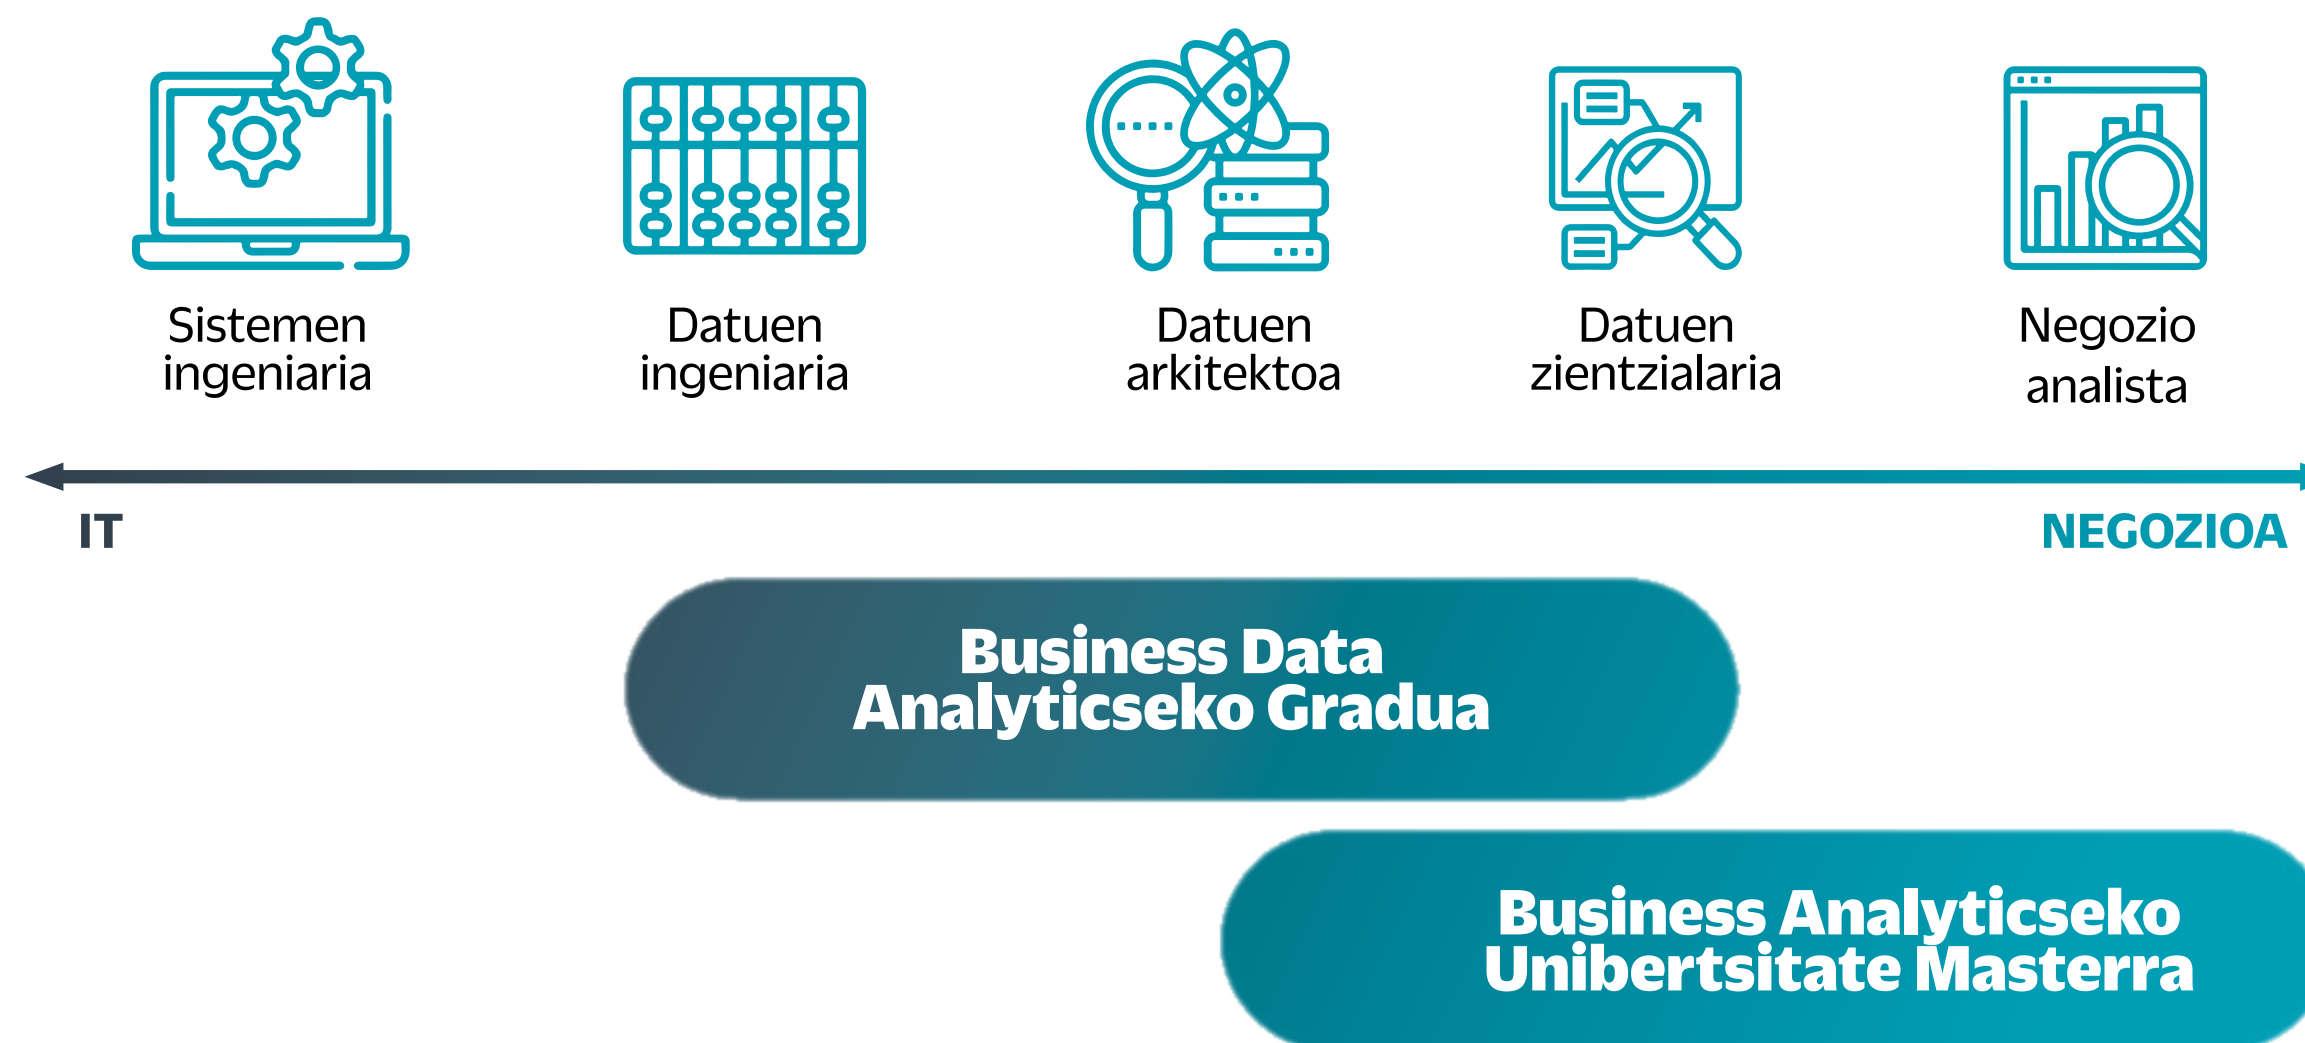 Sistemen
ingeniaria
Datuen
ingeniaria
Datuen
arkitektoa
Datuen
zientzialaria
Negozio
analista
IT
NEGOZIOA
Business Data
Analyticseko Gradua
Business Analyticseko
Unibertsitate Masterra